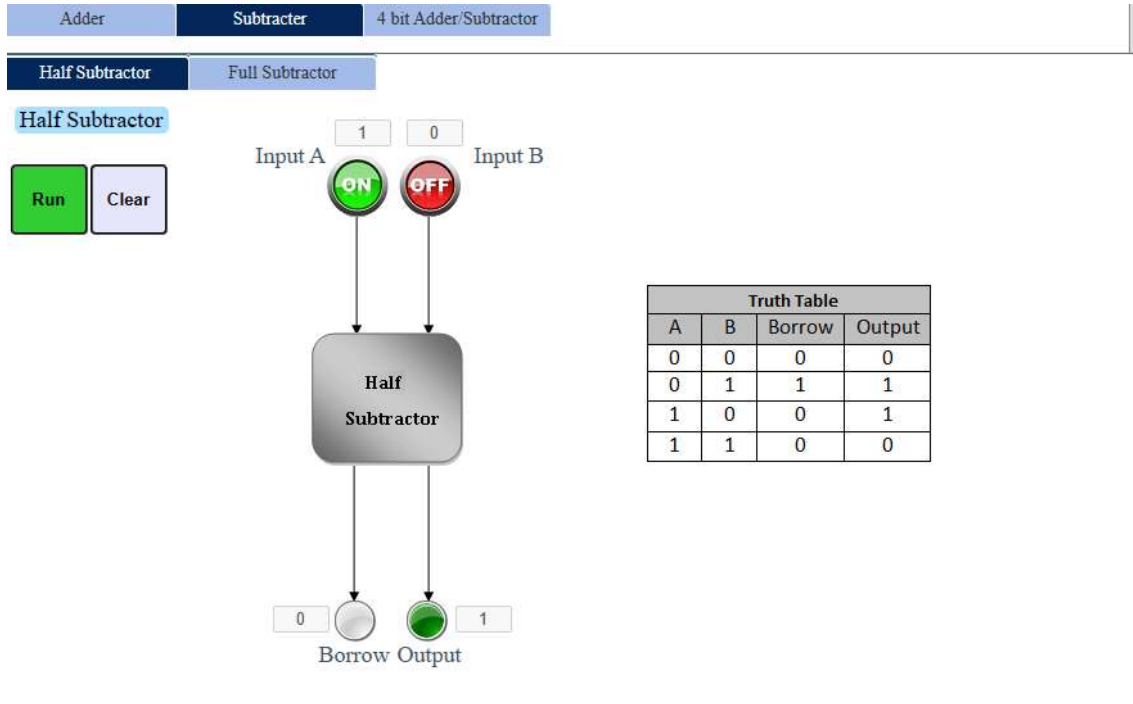 Adder Subtracter 4 bit Adder/Subtractor
Half Subtractor Full Subtractor
Half Subtractor
Run Clear
1 0
Input A Input B
ON OFF
Half
Subtractor
0 1
Borrow Output
Truth Table
A B Borrow Output
0 0 0 0
0 1 1 1
1 0 0 1
1 1 0 0